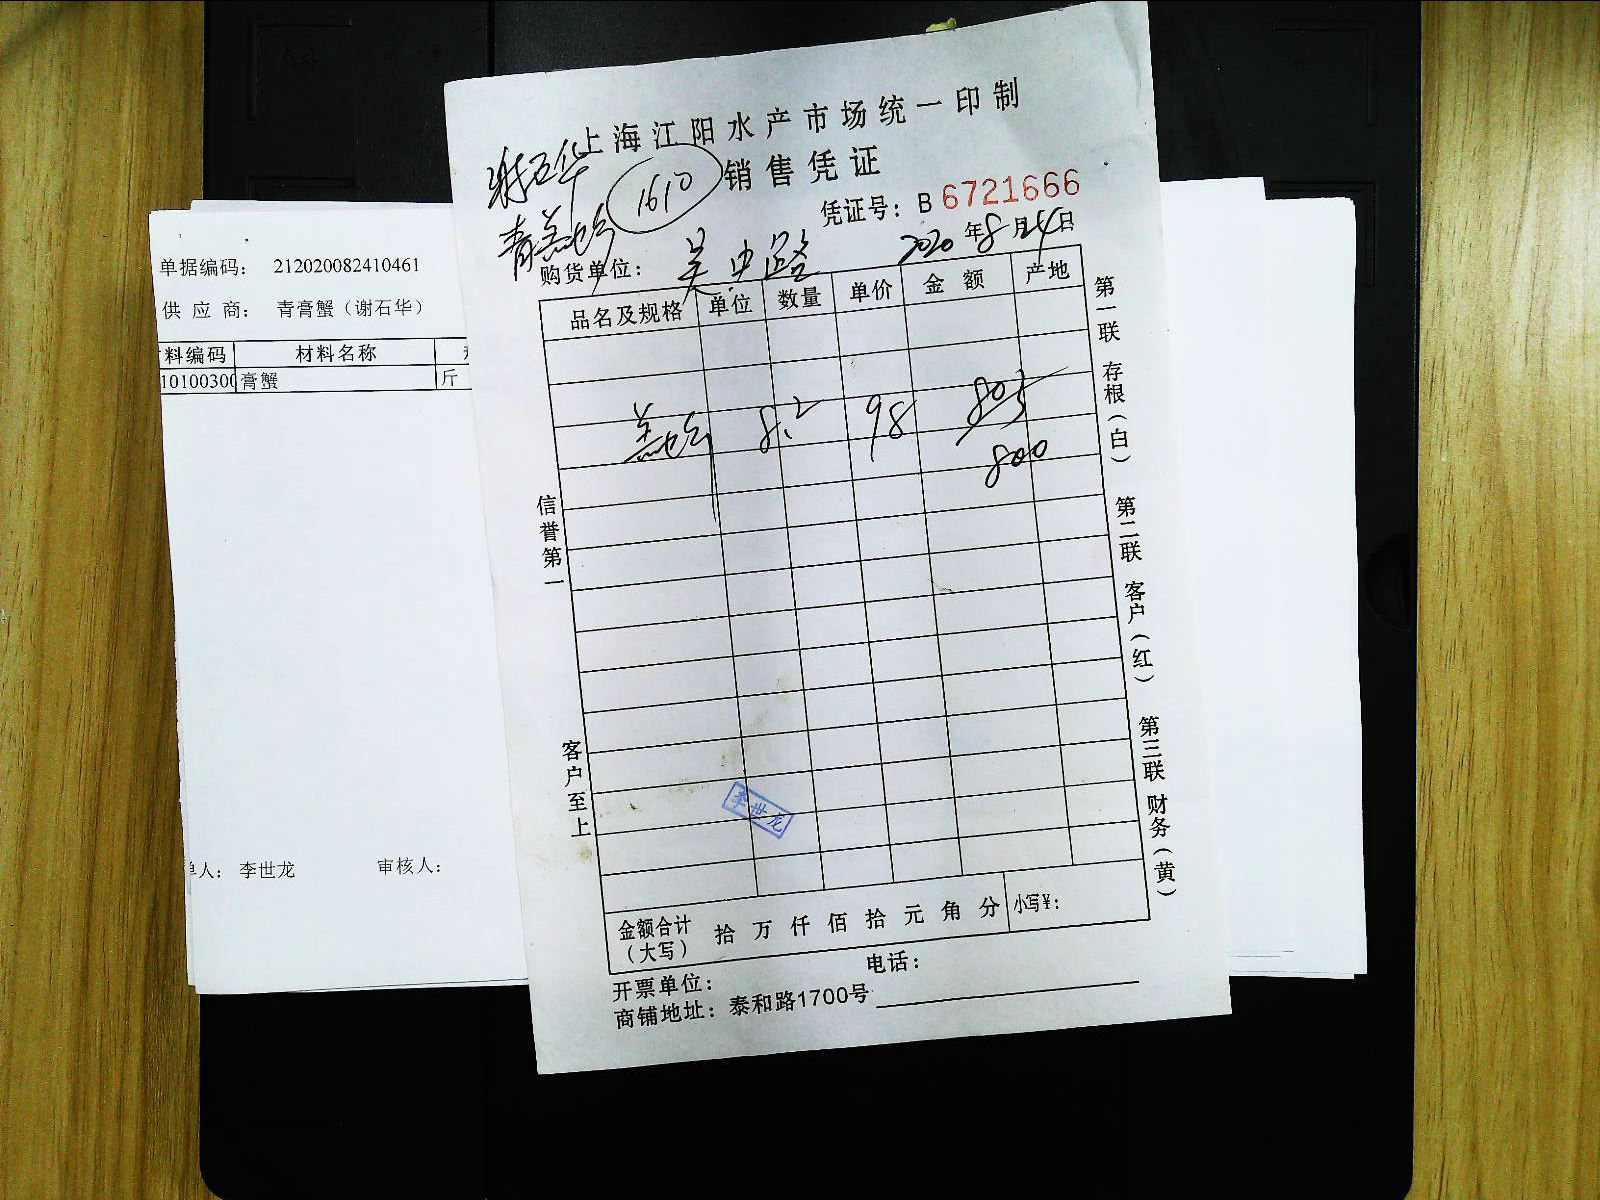 上海江阳水产市场统一印制
谢石华
1610
销售凭证
凭证号：B 6721666
青羔蟹
2020年8月24日
购货单位：吴中路
品名及规格 单位 数量 单价 金额 产地
羔蟹 8.2 98 805
800
信誉第一
客户至上
第一联 存根（白） 第二联 客户（红） 第三联 财务（黄）
李世龙
金额合计（大写） 拾万仟佰拾元角分 小写¥：
电话：
开票单位：
商铺地址：泰和路1700号
单据编码： 212020082410461
供应商： 青膏蟹（谢石华）
料编码 材料名称
10100300 膏蟹 斤
单人：李世龙 审核人：